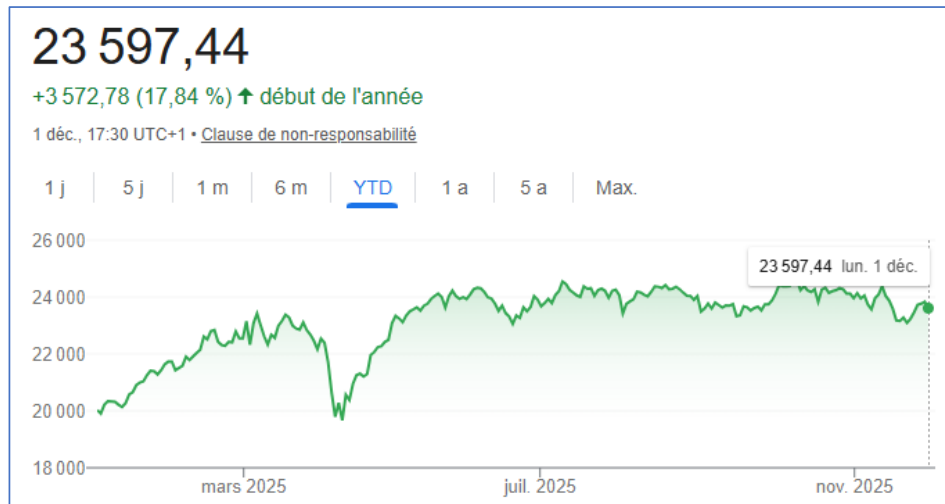 23 597,44
+3 572,78 (17,84 %) ↑ début de l'année
1 déc., 17:30 UTC+1 • Clause de non-responsabilité
1 j 5 j 1 m 6 m YTD 1 a 5 a Max.
26 000
23 597,44 lun. 1 déc.
24 000
22 000
20 000
18 000
mars 2025 juil. 2025 nov. 2025